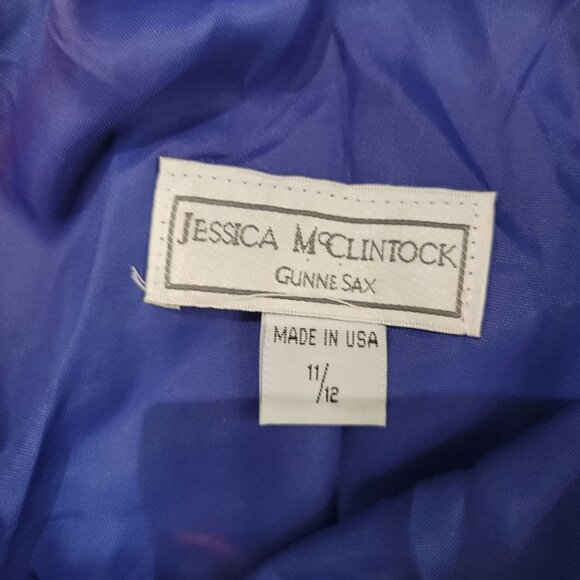 JESSICA McCLINTOCK
GUNNE SAX
MADE IN USA
11/12